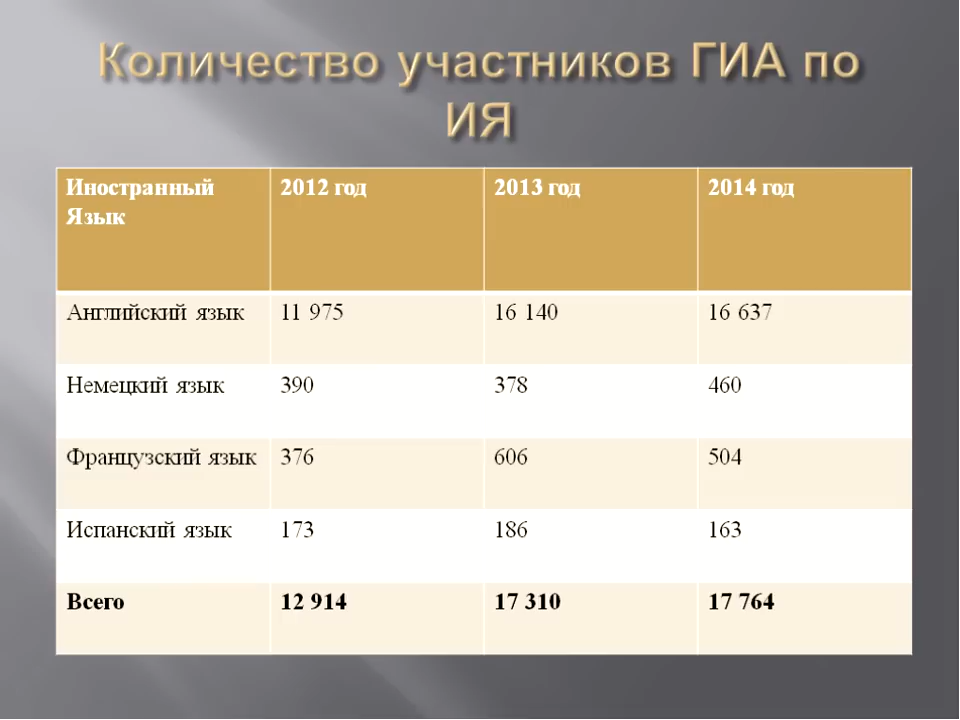 Количество участников ГИА по
ИЯ
Иностранный Язык 2012 год 2013 год 2014 год
Английский язык 11 975 16 140 16 637
Немецкий язык 390 378 460
Французский язык 376 606 504
Испанский язык 173 186 163
Всего 12 914 17 310 17 764